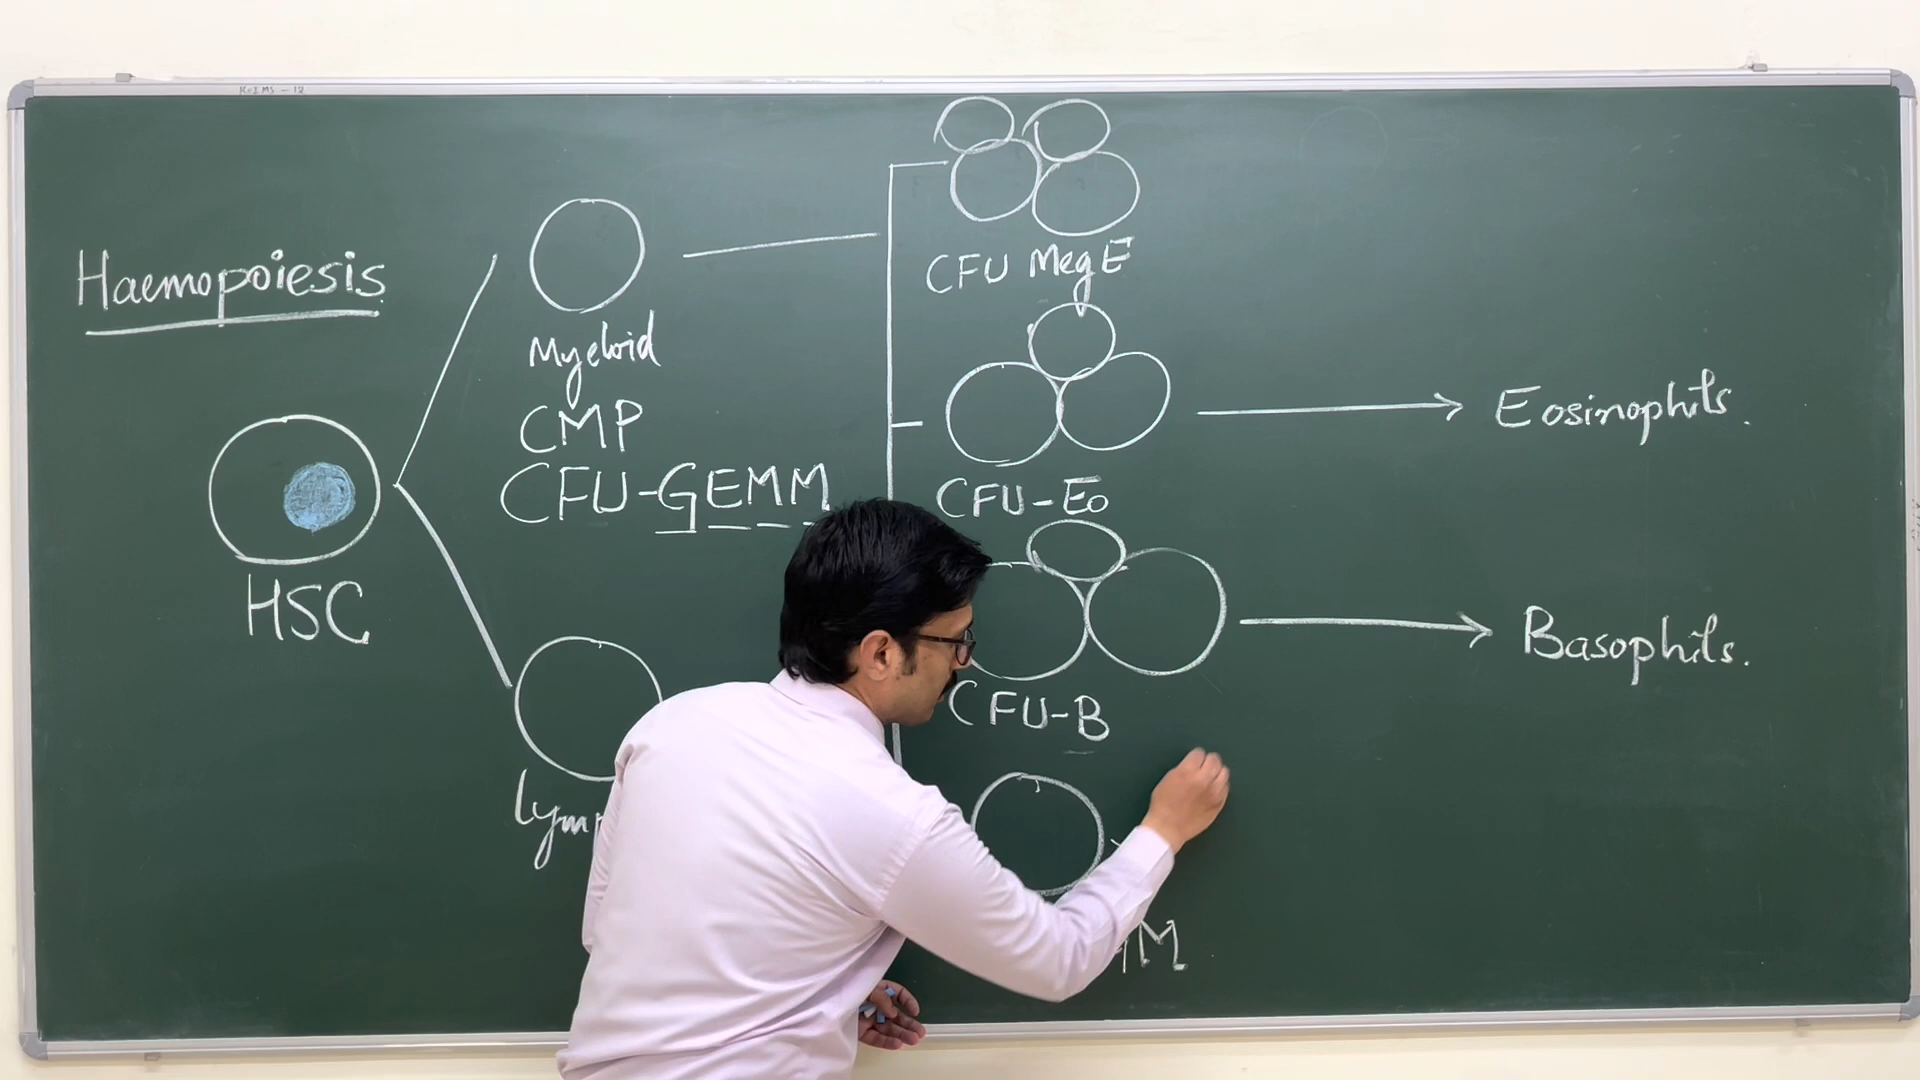 Haemopoiesis
HSC
Myeloid
CMP
CFU-GEMM
CFU MegE
CFU-Eo
Eosinophils.
CFU-B
Basophils.